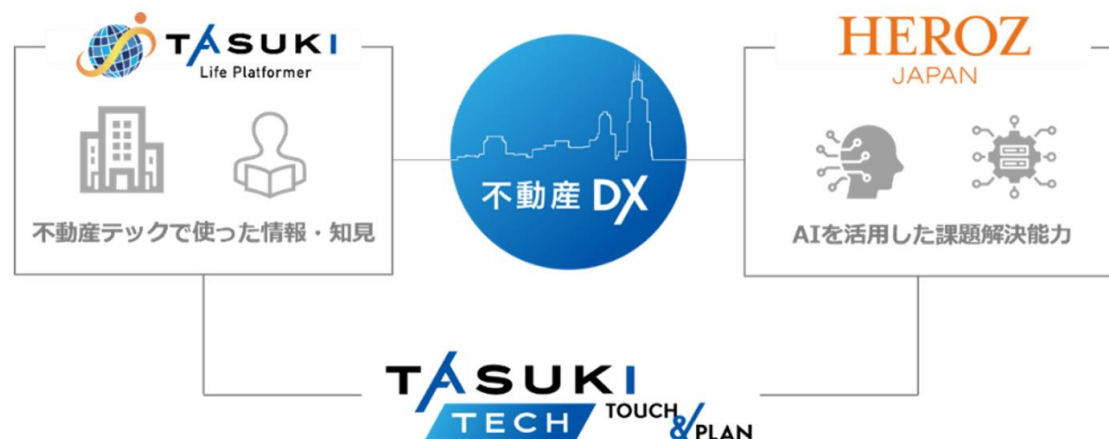 TASUKI
Life Platformer
不動産テックで使った情報・知見
不動産 DX
HEROZ
JAPAN
AIを活用した課題解決能力
TASUKI
TECH TOUCH & PLAN